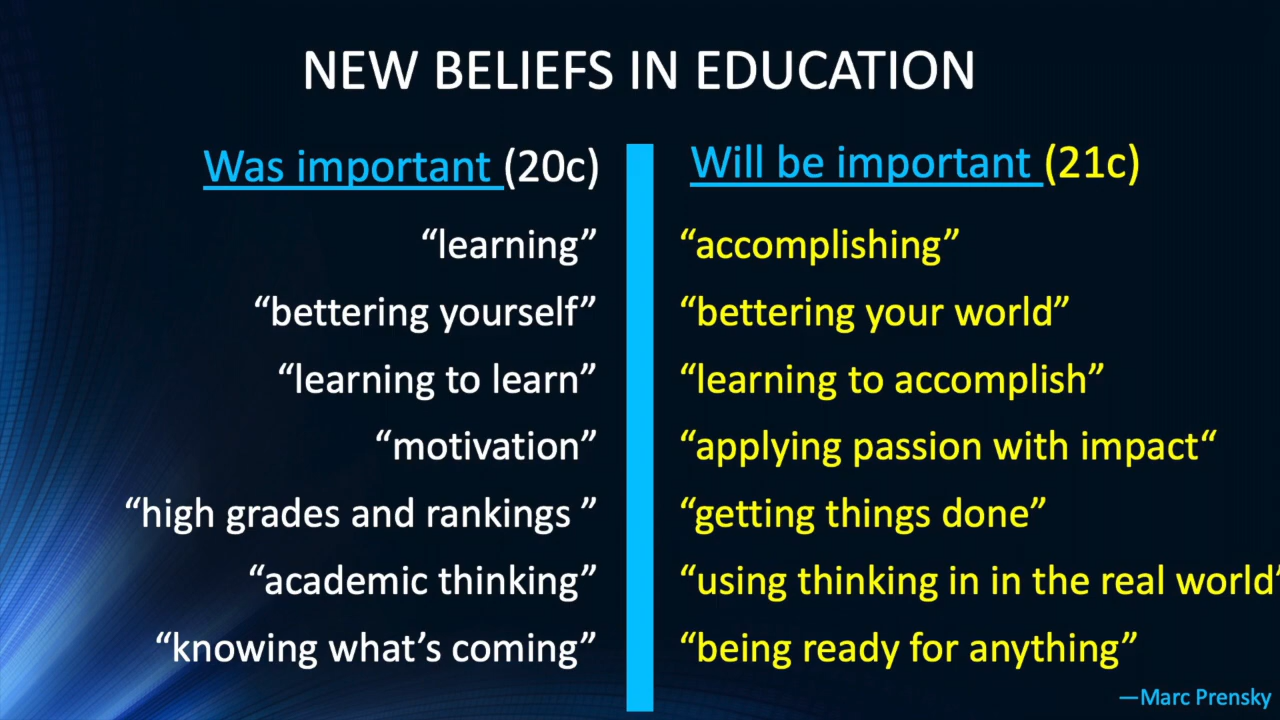 NEW BELIEFS IN EDUCATION
Was important (20c)
“learning”
“bettering yourself”
“learning to learn”
“motivation”
“high grades and rankings ”
“academic thinking”
“knowing what’s coming”
Will be important (21c)
“accomplishing”
“bettering your world”
“learning to accomplish”
“applying passion with impact“
“getting things done”
“using thinking in in the real world”
“being ready for anything”
—Marc Prensky